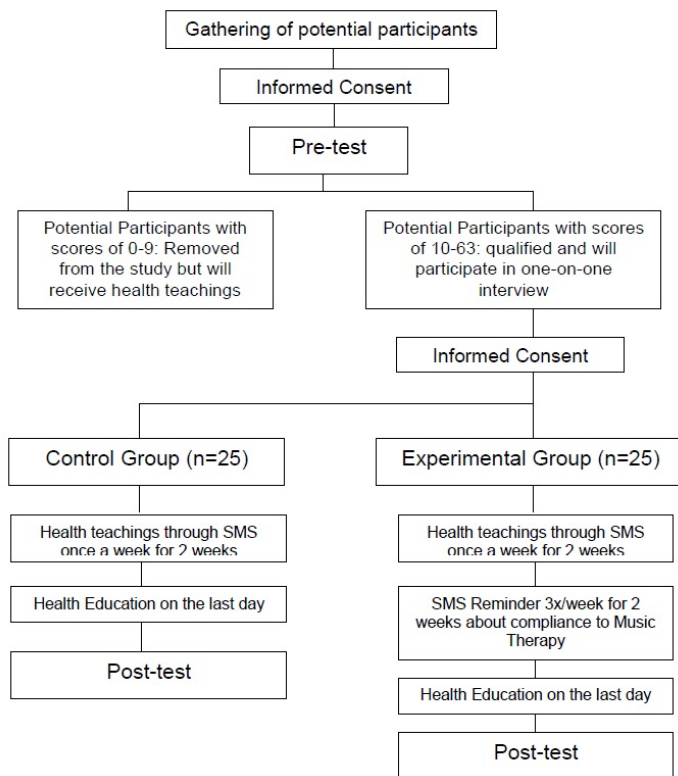 Gathering of potential participants
Informed Consent
Pre-test
Potential Participants with
scores of 0-9: Removed
from the study but will
receive health teachings
Potential Participants with scores
of 10-63: qualified and will
participate in one-on-one
interview
Informed Consent
Control Group (n=25)
Experimental Group (n=25)
Health teachings through SMS
once a week for 2 weeks
Health teachings through SMS
once a week for 2 weeks
Health Education on the last day
SMS Reminder 3x/week for 2
weeks about compliance to Music
Therapy
Post-test
Health Education on the last day
Post-test